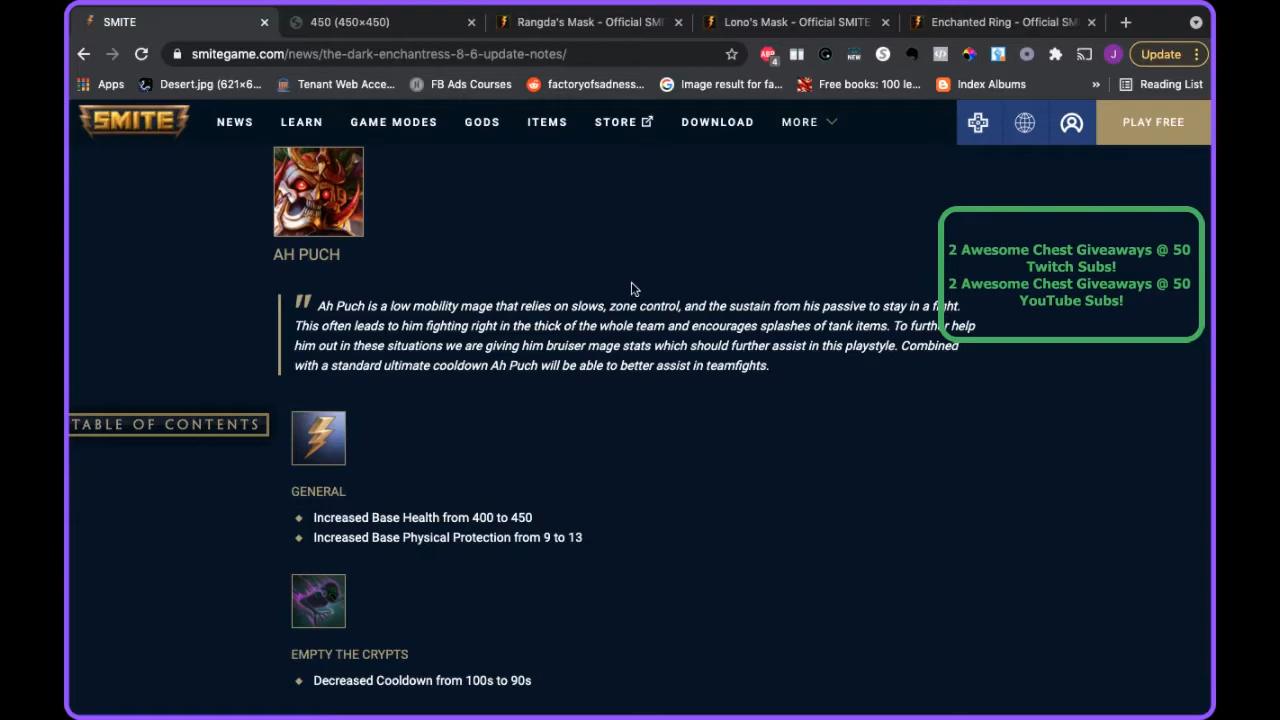 SMITE
450 (450×450)
Rangda's Mask - Official SMI
Lono's Mask - Official SMITE
Enchanted Ring - Official SM
smitegame.com/news/the-dark-enchantress-8-6-update-notes/
4
NEW
S
J
Update
Apps
Desert.jpg (621×6...
Tenant Web Acce...
FB Ads Courses
factoryofsadness...
Image result for fa...
Free books: 100 le...
Index Albums
»
Reading List
SMITE
NEWS
LEARN
GAME MODES
GODS
ITEMS
STORE
DOWNLOAD
MORE
PLAY FREE
AH PUCH
2 Awesome Chest Giveaways @ 50
Twitch Subs!
2 Awesome Chest Giveaways @ 50
YouTube Subs!
" Ah Puch is a low mobility mage that relies on slows, zone control, and the sustain from his passive to stay in a fight.
This often leads to him fighting right in the thick of the whole team and encourages splashes of tank items. To further help
him out in these situations we are giving him bruiser mage stats which should further assist in this playstyle. Combined
with a standard ultimate cooldown Ah Puch will be able to better assist in teamfights.
TABLE OF CONTENTS
GENERAL
Increased Base Health from 400 to 450
Increased Base Physical Protection from 9 to 13
EMPTY THE CRYPTS
Decreased Cooldown from 100s to 90s